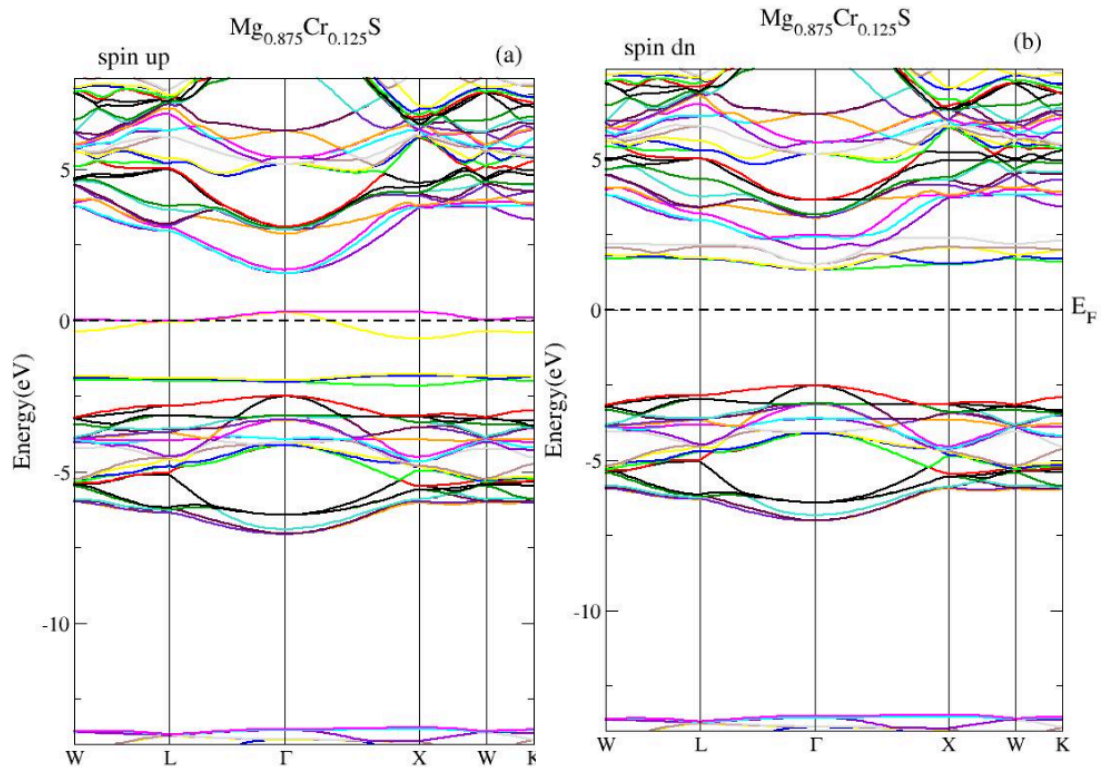 Mg0.875Cr0.125S
spin up
(a)
Energy(eV)
5
0
-5
-10
W L Γ X W K
Mg0.875Cr0.125S
spin dn
(b)
Energy(eV)
5
0
-5
-10
EF
W L Γ X W K